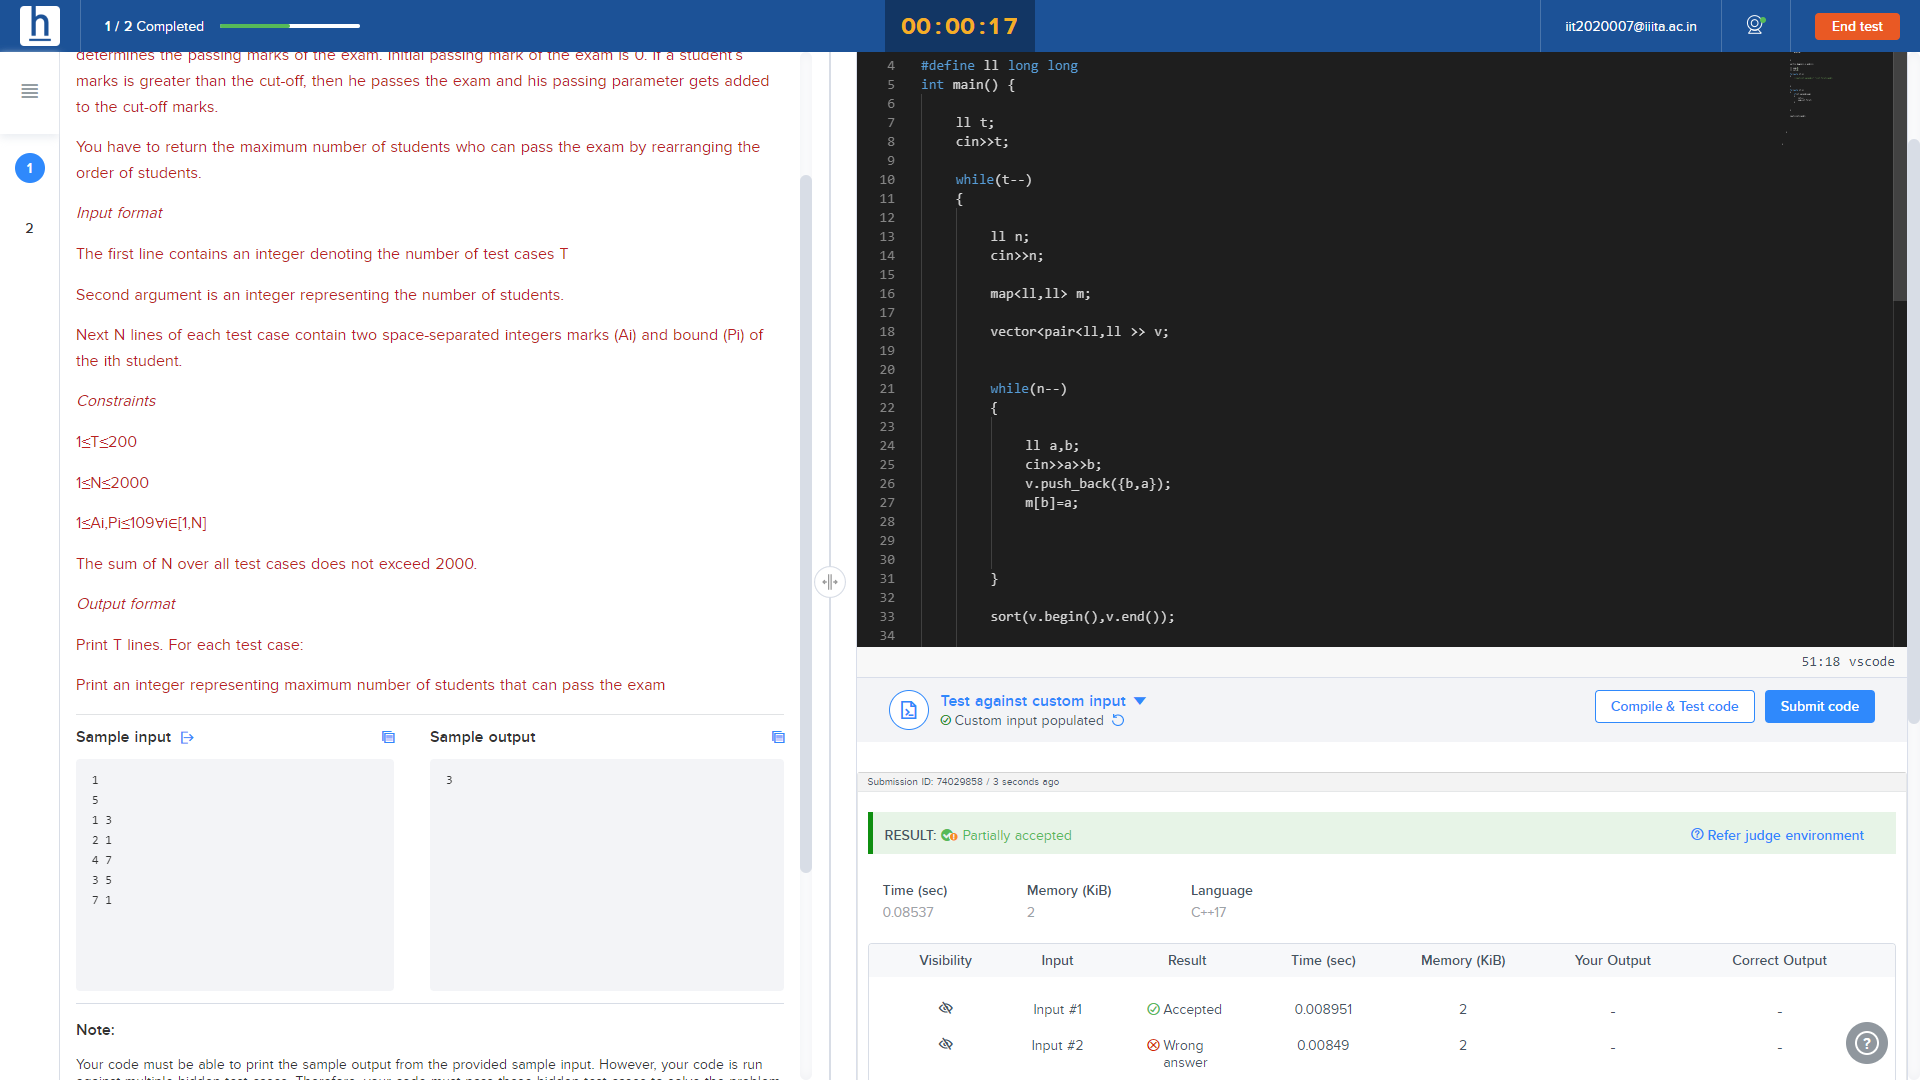 h
1 / 2 Completed
00:00:17
iit2020007@iiita.ac.in
End test
1
2
determines the passing marks of the exam. Initial passing mark of the exam is 0. If a student's
marks is greater than the cut-off, then he passes the exam and his passing parameter gets added
to the cut-off marks.
You have to return the maximum number of students who can pass the exam by rearranging the
order of students.
Input format
The first line contains an integer denoting the number of test cases T
Second argument is an integer representing the number of students.
Next N lines of each test case contain two space-separated integers marks (Ai) and bound (Pi) of
the ith student.
Constraints
1≤T≤200
1≤N≤2000
1≤Ai,Pi≤109∀i∈[1,N]
The sum of N over all test cases does not exceed 2000.
Output format
Print T lines. For each test case:
Print an integer representing maximum number of students that can pass the exam
Sample input
Sample output
1
5
1 3
2 1
4 7
3 5
7 1
3
Note:
Your code must be able to print the sample output from the provided sample input. However, your code is run
4 #define ll long long
5 int main() {
6
7 ll t;
8 cin>>t;
9
10 while(t--)
11 {
12
13 ll n;
14 cin>>n;
15
16 map<ll,ll> m;
17
18 vector<pair<ll,ll >> v;
19
20
21 while(n--)
22 {
23
24 ll a,b;
25 cin>>a>>b;
26 v.push_back({b,a});
27 m[b]=a;
28
29
30
31 }
32
33 sort(v.begin(),v.end());
34
51:18 vscode
Test against custom input
Custom input populated
Compile & Test code
Submit code
Submission ID: 74029858 / 3 seconds ago
RESULT: Partially accepted
Refer judge environment
Time (sec) Memory (KiB) Language
0.08537 2 C++17
Visibility Input Result Time (sec) Memory (KiB) Your Output Correct Output
Input #1 Accepted 0.008951 2 - -
Input #2 Wrong answer 0.00849 2 - -
?